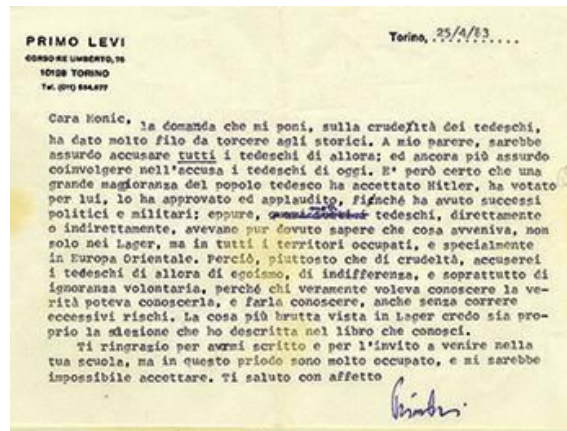 PRIMO LEVI
CORSO RE UMBERTO, 75
10128 TORINO
Tel. (011) 584.677
Torino, 25/4/83
Cara Monic,
la domanda che mi poni, sulla crudeltà dei tedeschi,
ha dato molto filo da torcere agli storici. A mio parere, sarebbe
assurdo accusare tutti i tedeschi di allora; ed ancora più assurdo
coinvolgere nell'accusa i tedeschi di oggi. E' però certo che una
grande maggioranza del popolo tedesco ha accettato Hitler, ha votato
per lui, lo ha approvato ed applaudito, finché ha avuto successi
politici e militari; eppure, tedeschi, direttamente
o indirettamente, avevano pur dovuto sapere che cosa avveniva, non
solo nei Lager, ma in tutti i territori occupati, e specialmente
in Europa Orientale. Perciò, piuttosto che di crudeltà, accuserei
i tedeschi di allora di egoismo, di indifferenza, e soprattutto di
ignoranza volontaria, perché chi veramente voleva conoscere la ve-
rità poteva conoscerla, e farla conoscere, anche senza correre
eccessivi rischi. La cosa più brutta vista in Lager credo sia pro-
prio la slezione che ho descritta nel libro che conosci.
Ti ringrazio per avermi scritto e per l'invito a venire nella
tua scuola, ma in questo priodo sono molto occupato, e mi sarebbe
impossibile accettare. Ti saluto con affetto